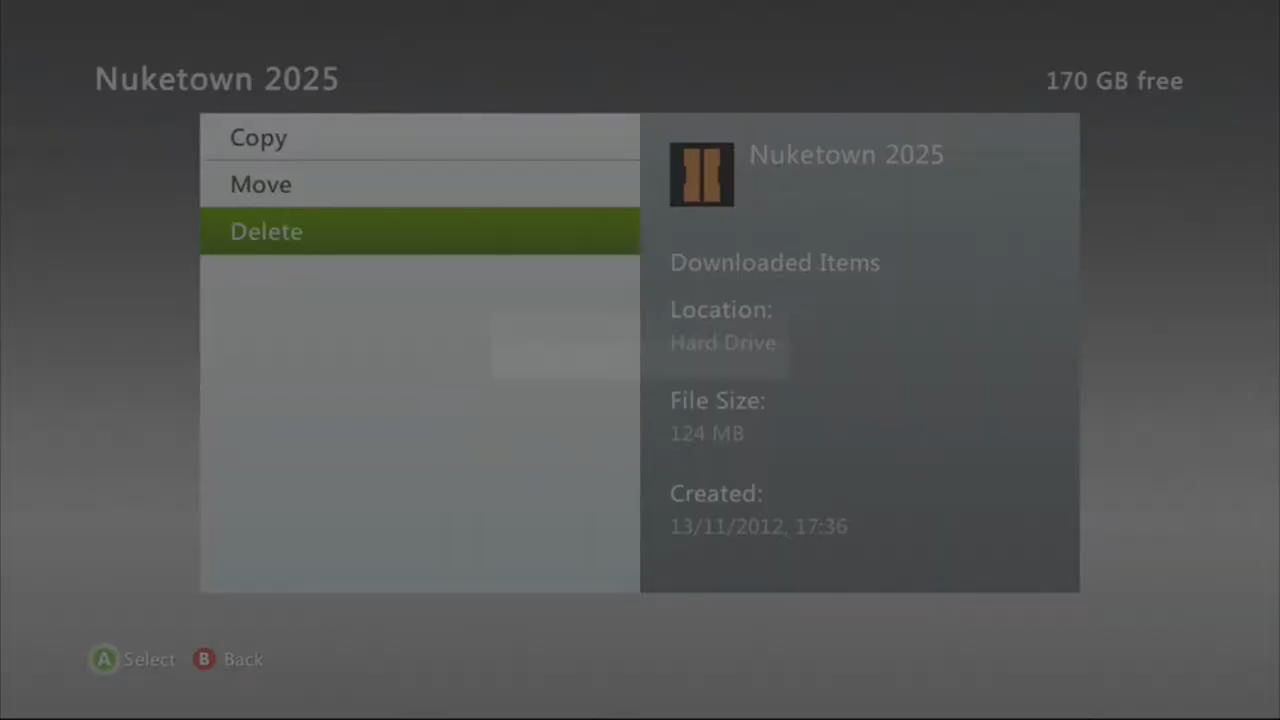 Nuketown 2025
170 GB free
Copy
Move
Delete
Nuketown 2025
Downloaded Items
Location:
Hard Drive
File Size:
124 MB
Created:
13/11/2012, 17:36
A Select B Back